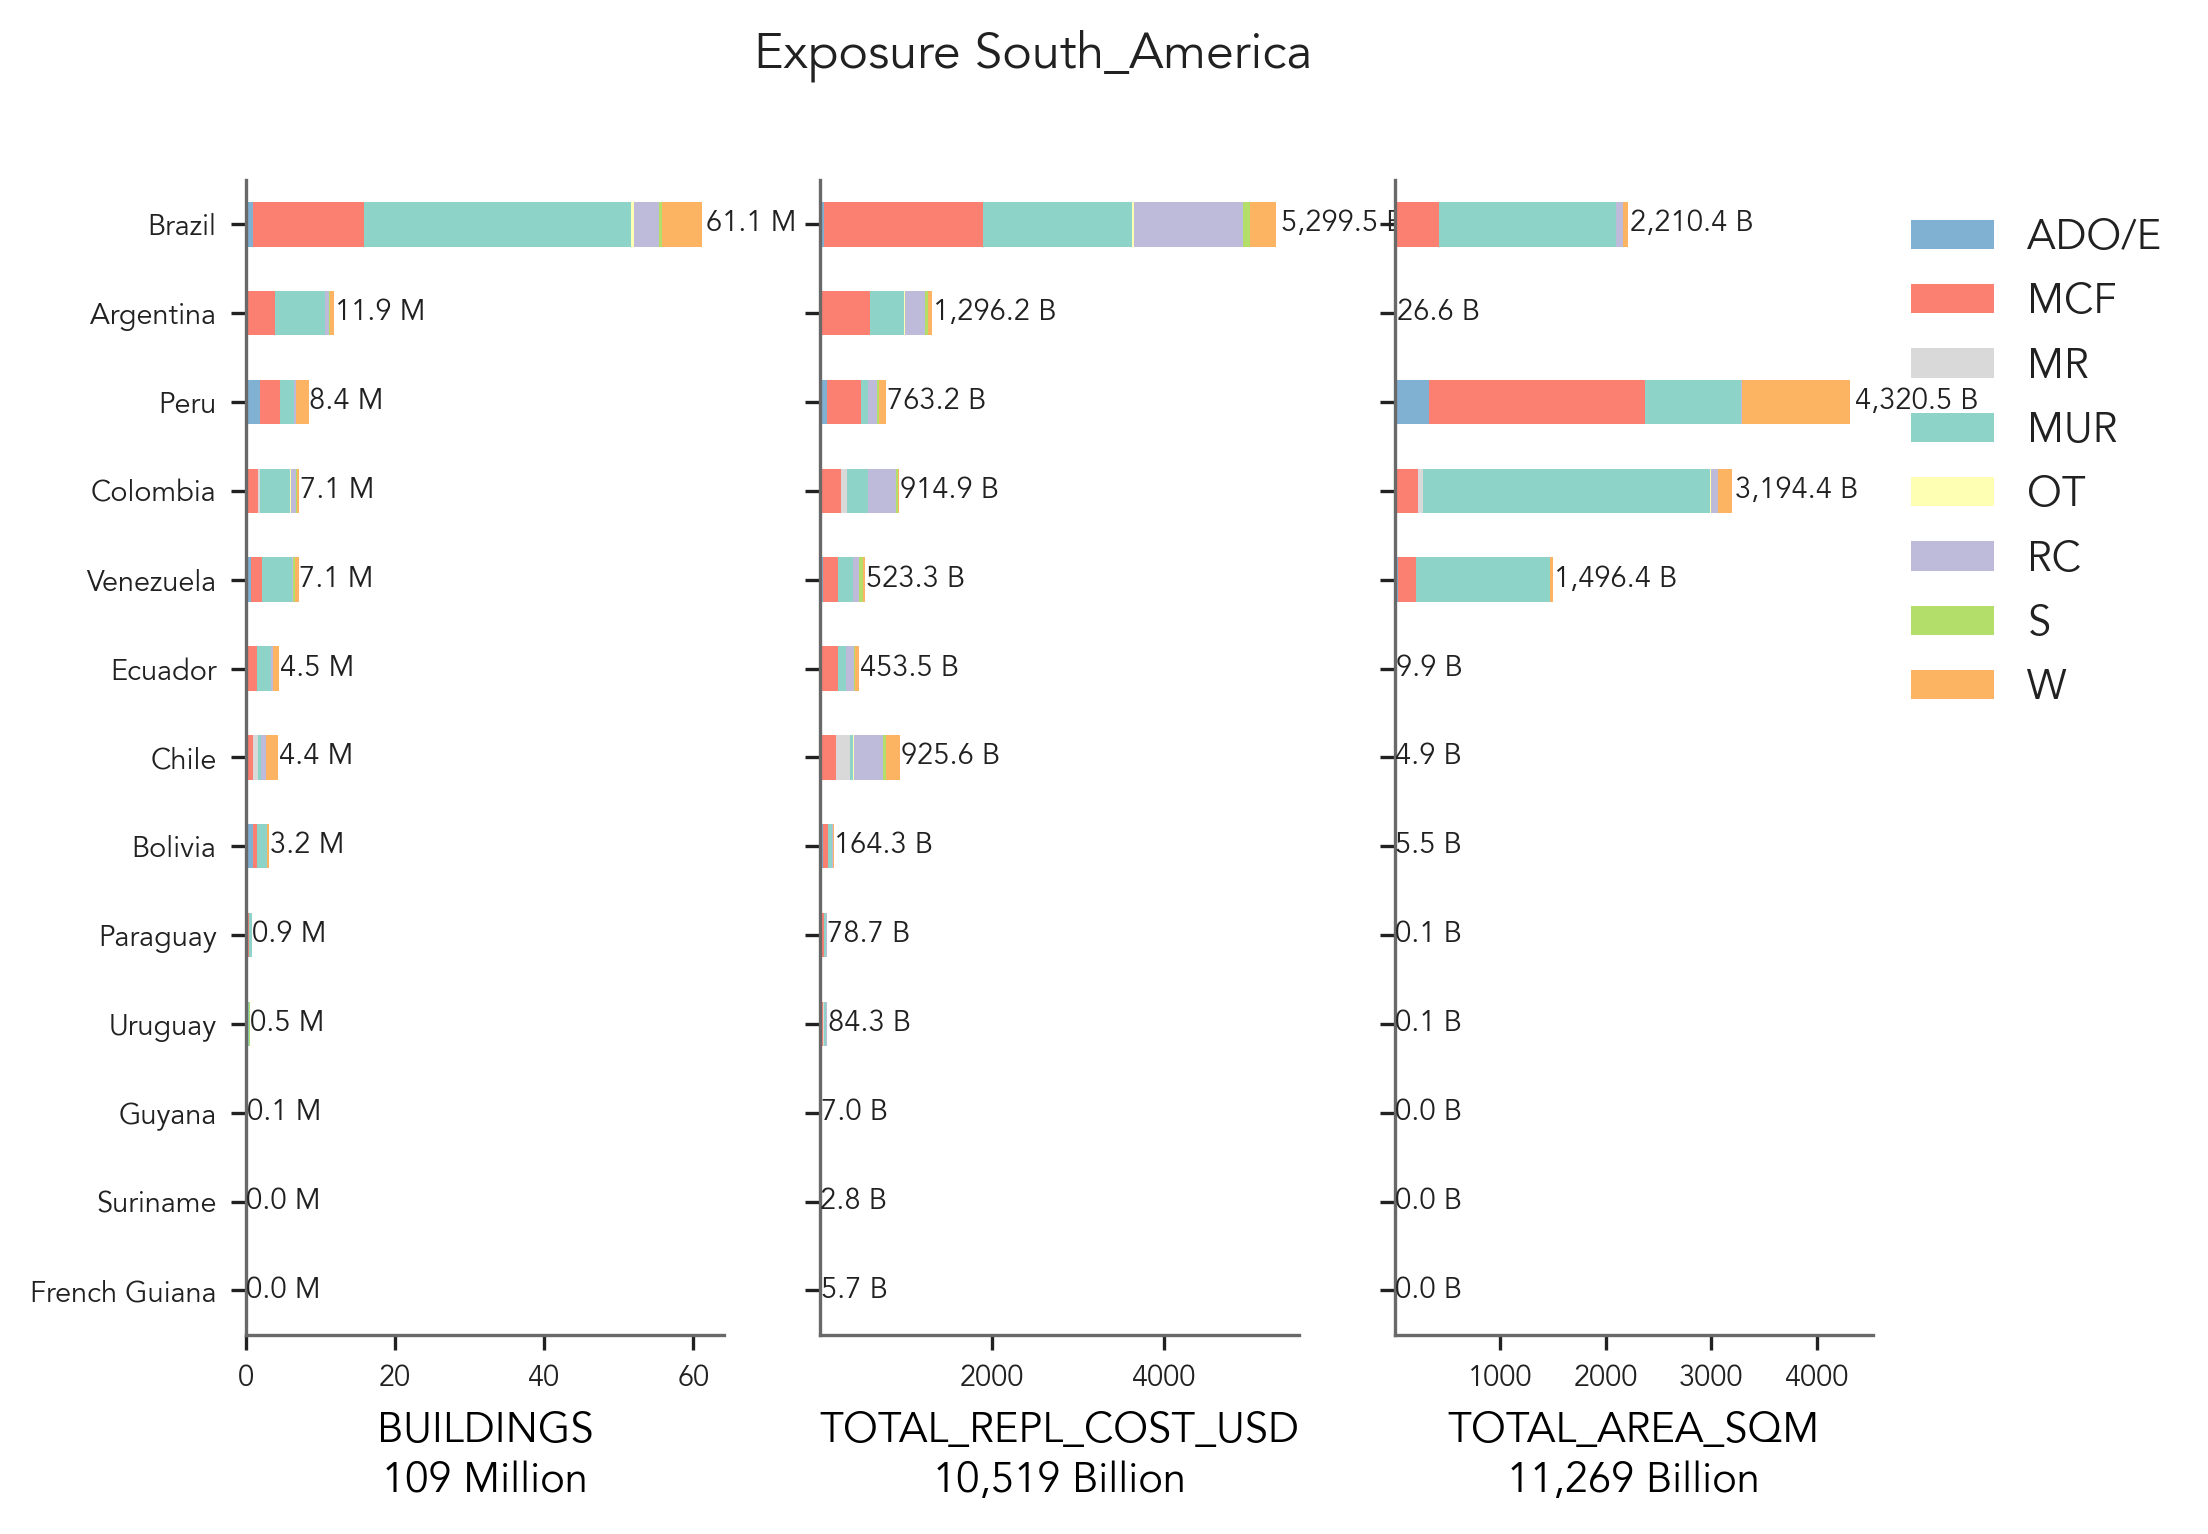 Exposure South_America
Brazil 61.1 M 5,299.5 B 2,210.4 B
Argentina 11.9 M 1,296.2 B 26.6 B
Peru 8.4 M 763.2 B 4,320.5 B
Colombia 7.1 M 914.9 B 3,194.4 B
Venezuela 7.1 M 523.3 B 1,496.4 B
Ecuador 4.5 M 453.5 B 9.9 B
Chile 4.4 M 925.6 B 4.9 B
Bolivia 3.2 M 164.3 B 5.5 B
Paraguay 0.9 M 78.7 B 0.1 B
Uruguay 0.5 M 84.3 B 0.1 B
Guyana 0.1 M 7.0 B 0.0 B
Suriname 0.0 M 2.8 B 0.0 B
French Guiana 0.0 M 5.7 B 0.0 B
0 20 40 60
BUILDINGS
109 Million
2000 4000
TOTAL_REPL_COST_USD
10,519 Billion
1000 2000 3000 4000
TOTAL_AREA_SQM
11,269 Billion
ADO/E
MCF
MR
MUR
OT
RC
S
W